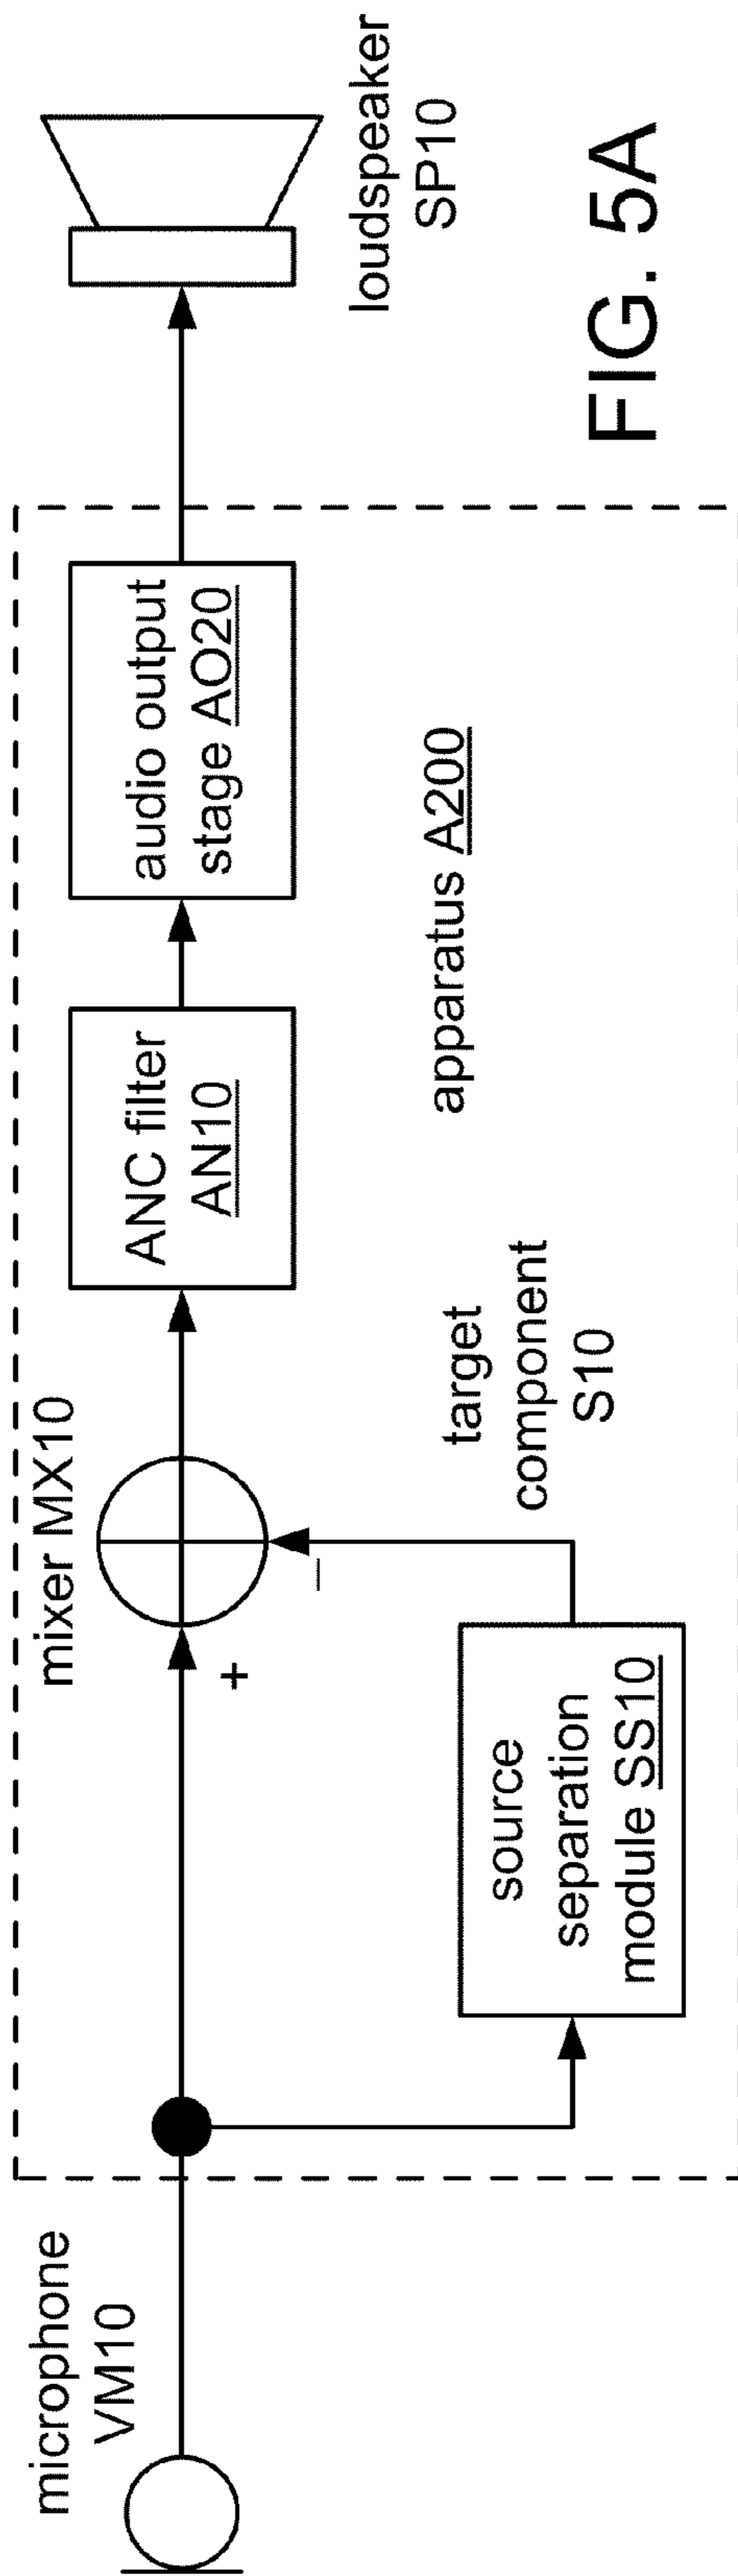 microphone
VM10
mixer MX10
+
–
source
separation
module SS10
target
component
S10
ANC filter
AN10
audio output
stage AO20
apparatus A200
loudspeaker
SP10
FIG. 5A